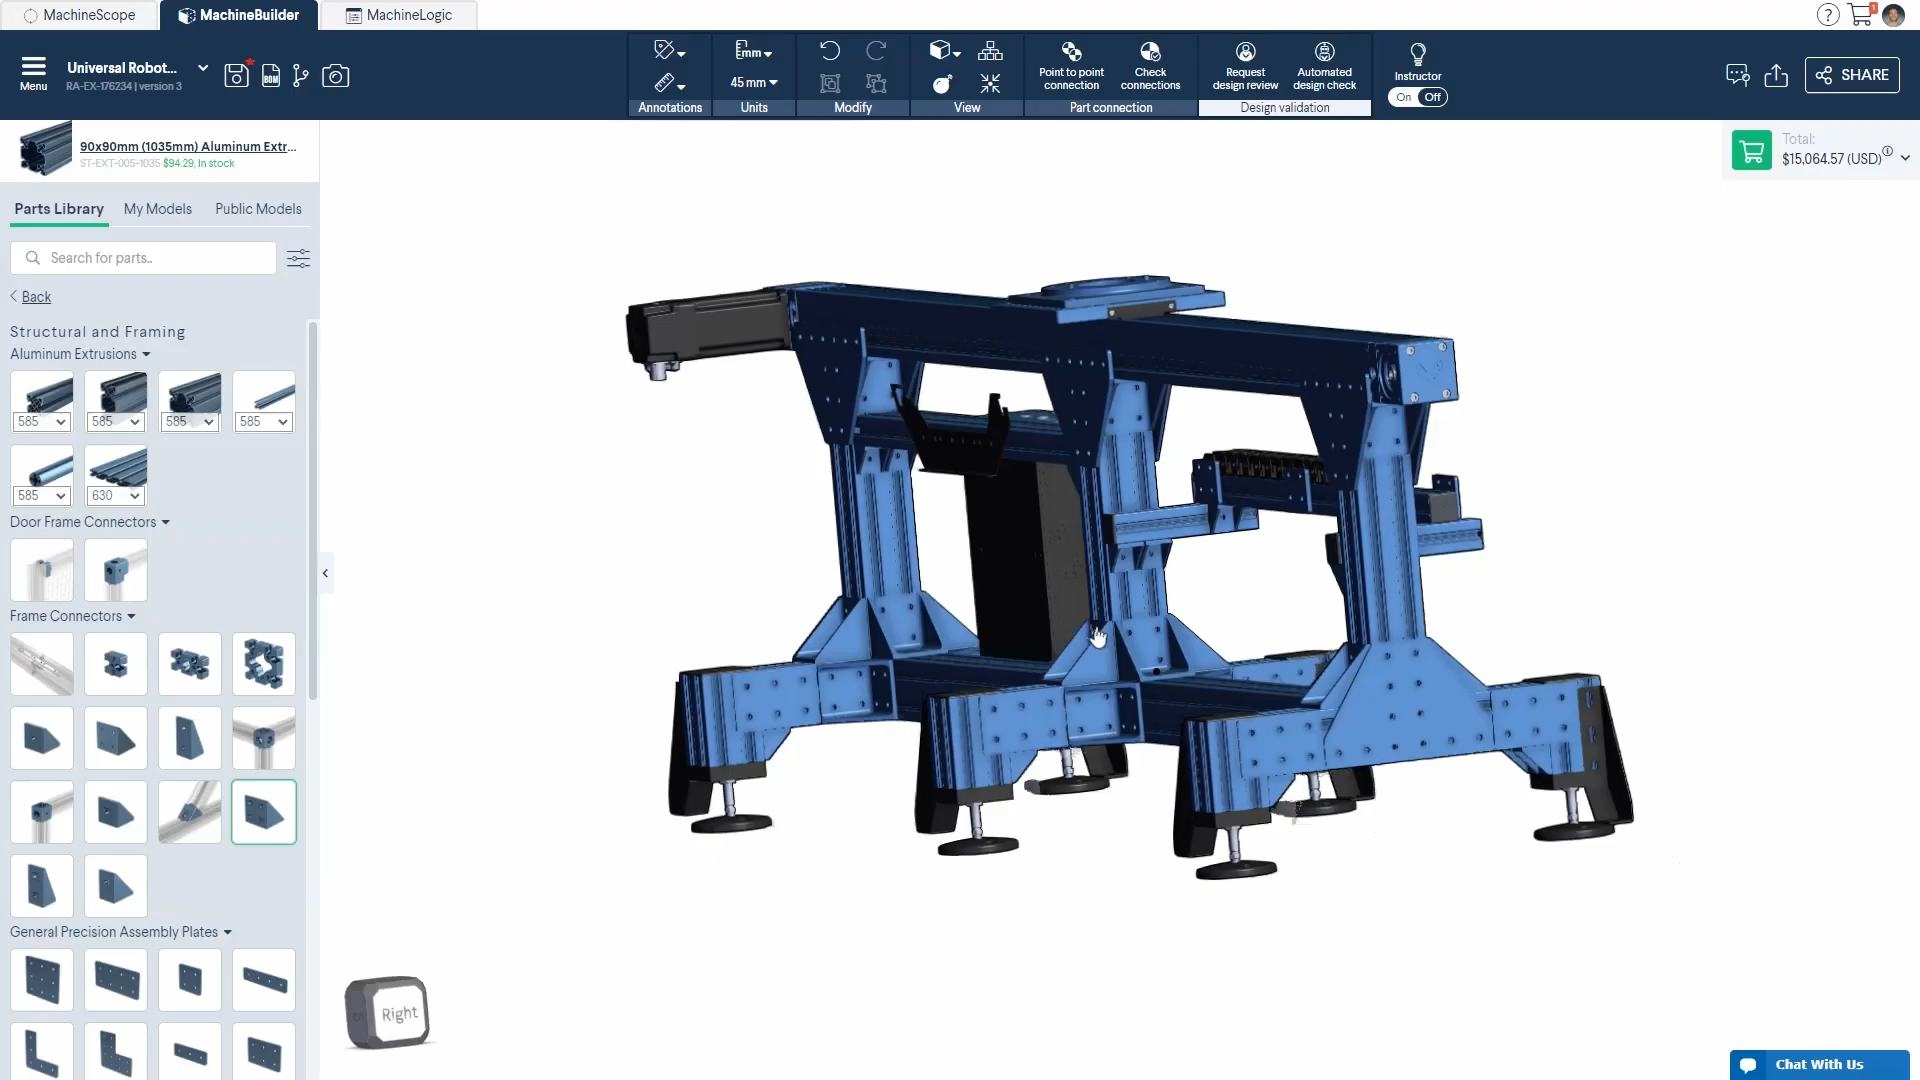 MachineScope
MachineBuilder
MachineLogic
?
1
Menu
Universal Robot...
RA-EX-176234 | version 3
BOM
mm
45 mm
Point to point
connection
Check
connections
Request
design review
Automated
design check
Instructor
On Off
Annotations
Units
Modify
View
Part connection
Design validation
SHARE
90x90mm (1035mm) Aluminum Extr...
ST-EXT-005-1035 $94.29, In stock
Total:
$15,064.57 (USD)
Parts Library
My Models
Public Models
Search for parts..
Back
Structural and Framing
Aluminum Extrusions
585
585
585
585
585
630
Door Frame Connectors
Frame Connectors
General Precision Assembly Plates
Right
Chat With Us